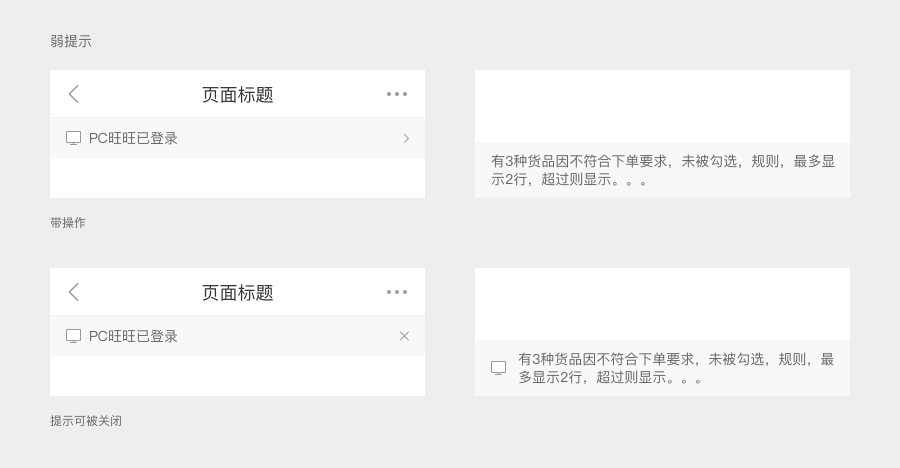 弱提示
页面标题
PC旺旺已登录
有3种货品因不符合下单要求，未被勾选，规则，最多显
示2行，超过则显示。。。
带操作
页面标题
PC旺旺已登录
有3种货品因不符合下单要求，未被勾选，规则，最
多显示2行，超过则显示。。。
提示可被关闭